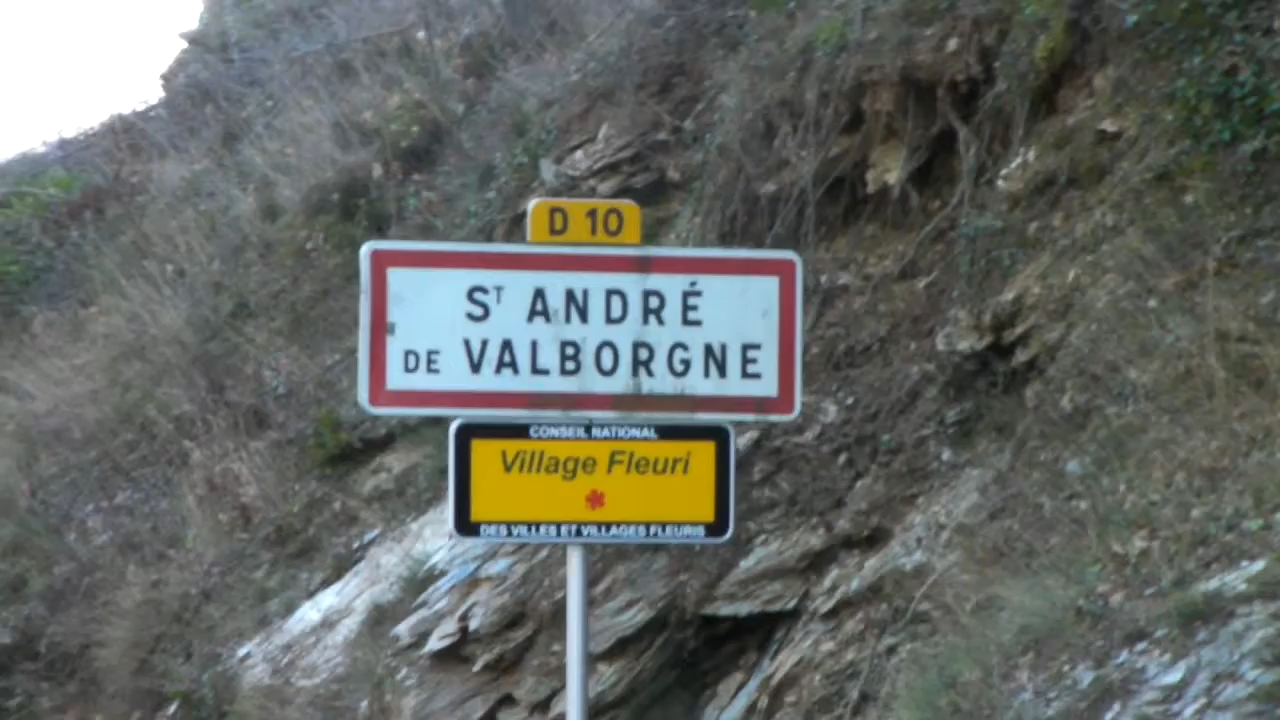 D 10
ST ANDRÉ
DE VALBORGNE
CONSEIL NATIONAL
Village Fleuri
DES VILLES ET VILLAGES FLEURIS